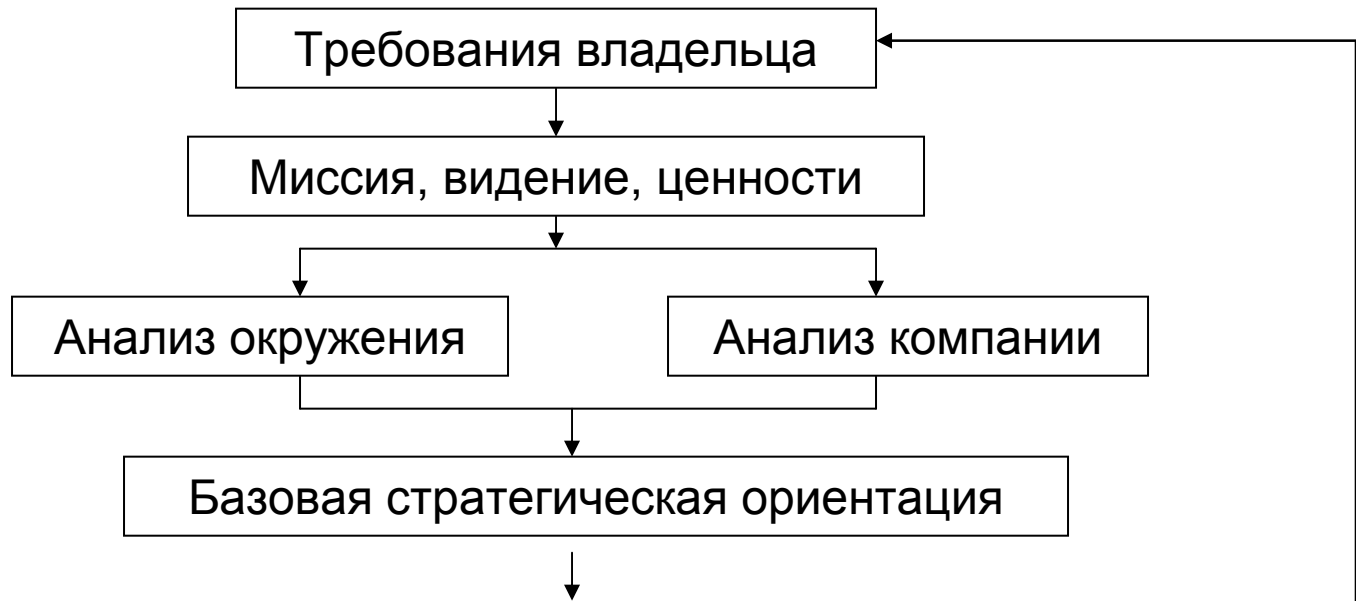 Требования владельца
Миссия, видение, ценности
Анализ окружения
Анализ компании
Базовая стратегическая ориентация